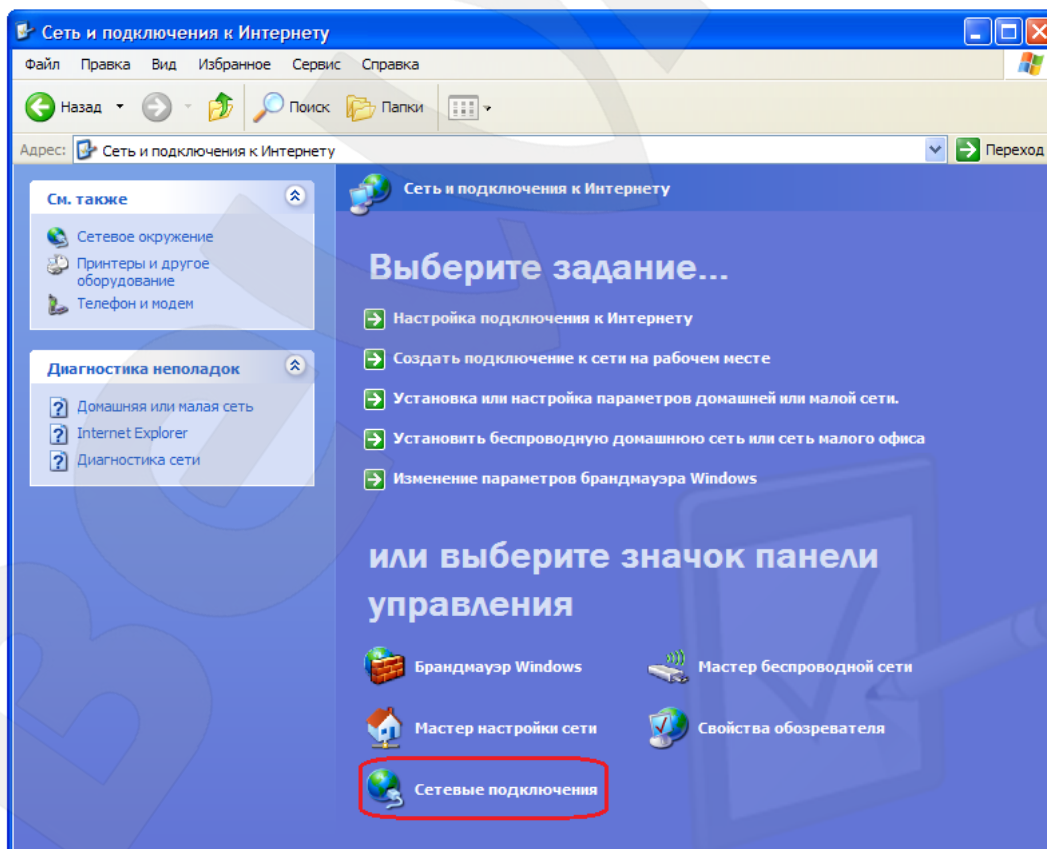 Сеть и подключения к Интернету
Файл Правка Вид Избранное Сервис Справка
Назад Поиск Папки
Адрес: Сеть и подключения к Интернету Переход
См. также
Сетевое окружение
Принтеры и другое
оборудование
Телефон и модем
Диагностика неполадок
Домашняя или малая сеть
Internet Explorer
Диагностика сети
Сеть и подключения к Интернету
Выберите задание...
Настройка подключения к Интернету
Создать подключение к сети на рабочем месте
Установка или настройка параметров домашней или малой сети.
Установить беспроводную домашнюю сеть или сеть малого офиса
Изменение параметров брандмауэра Windows
или выберите значок панели
управления
Брандмауэр Windows
Мастер беспроводной сети
Мастер настройки сети
Свойства обозревателя
Сетевые подключения